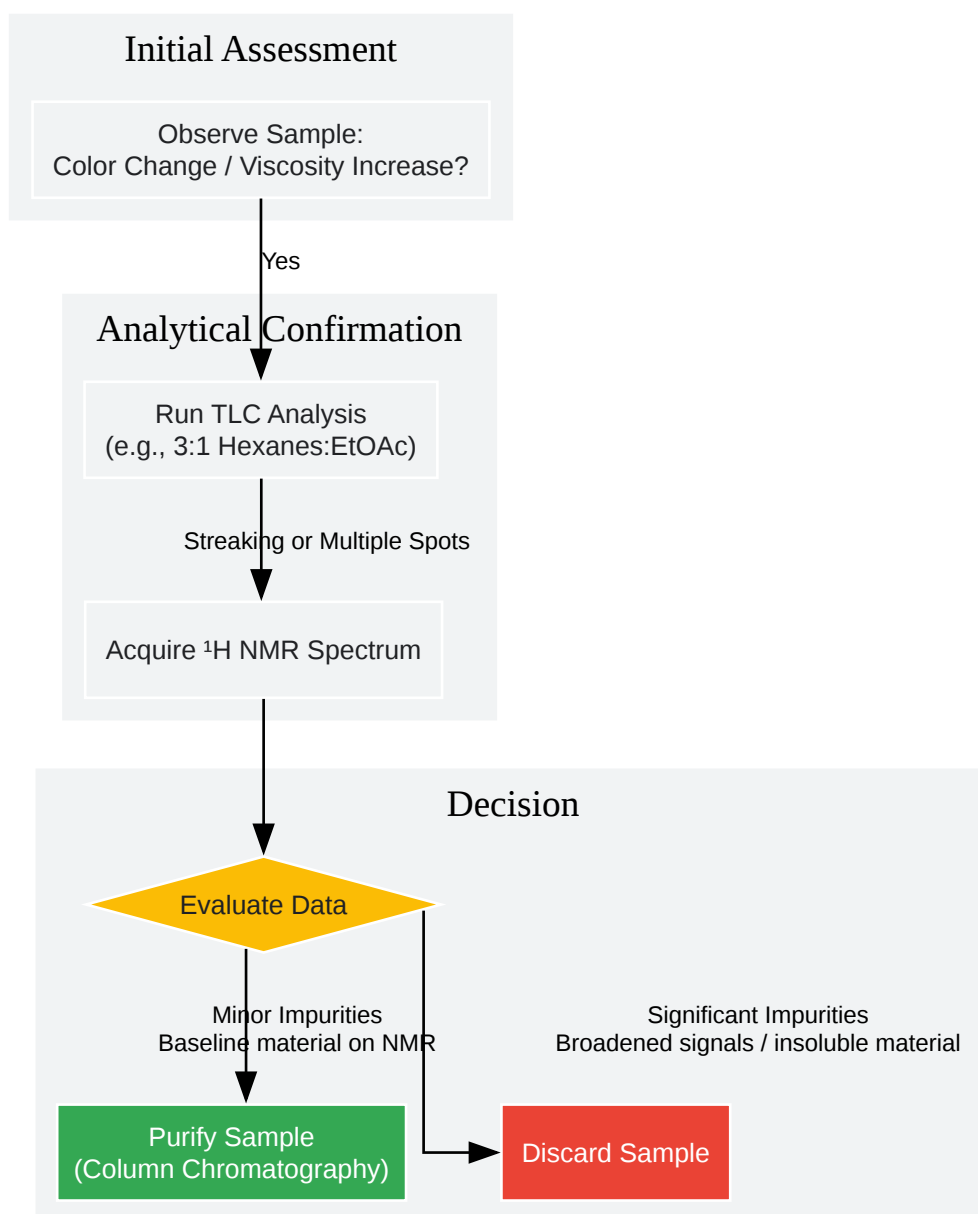 Initial Assessment
Observe Sample:
Color Change / Viscosity Increase?
Yes
Analytical Confirmation
Run TLC Analysis
(e.g., 3:1 Hexanes:EtOAc)
Streaking or Multiple Spots
Acquire ¹H NMR Spectrum
Decision
Evaluate Data
Minor Impurities
Baseline material on NMR
Significant Impurities
Broadened signals / insoluble material
Purify Sample
(Column Chromatography)
Discard Sample